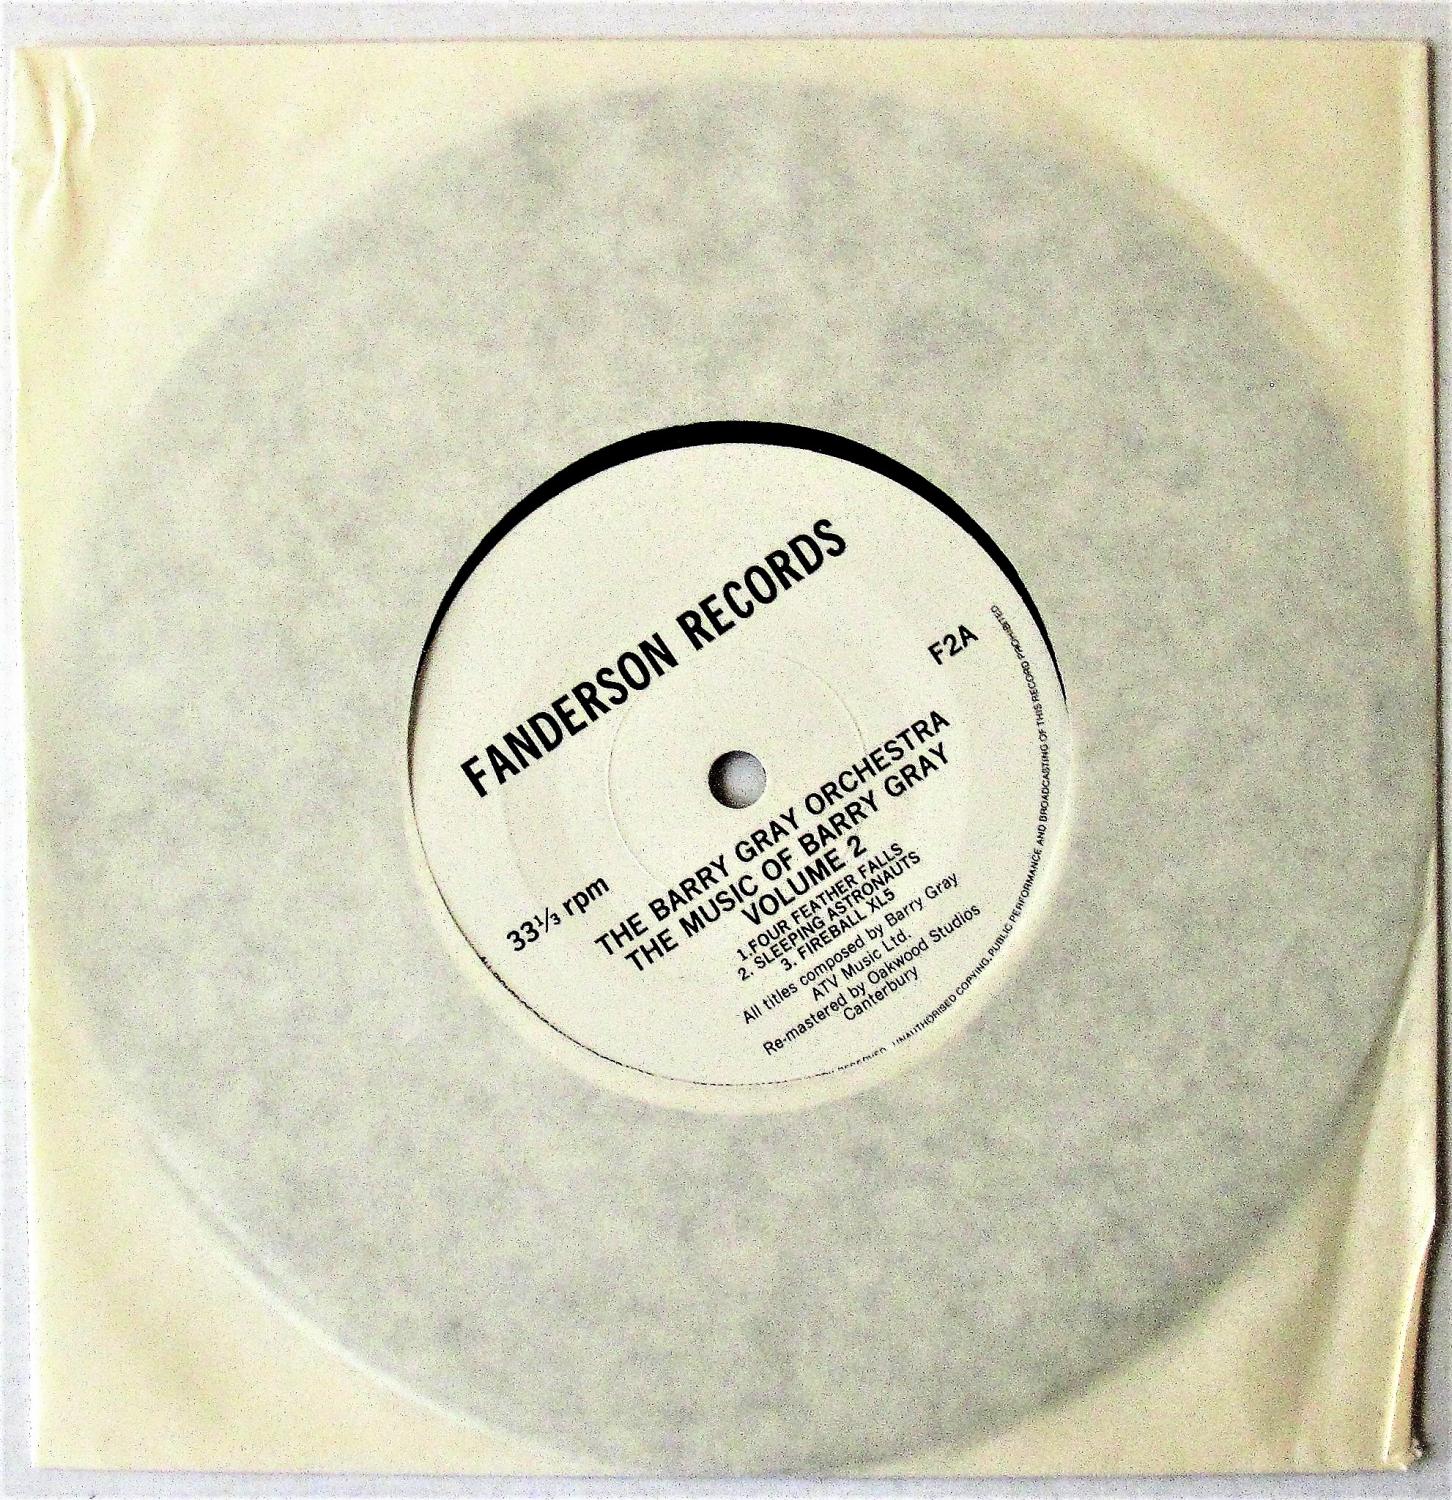 FANDERSON RECORDS
F2A
33⅓ rpm
THE BARRY GRAY ORCHESTRA
THE MUSIC OF BARRY GRAY
VOLUME 2
1.FOUR FEATHER FALLS
2. SLEEPING ASTRONAUTS
3. FIREBALL XL5
All titles composed by Barry Gray
ATV Music Ltd.
Re-mastered by Oakwood Studios
Canterbury
RESERVED. UNAUTHORISED COPYING, PUBLIC PERFORMANCE AND BROADCASTING OF THIS RECORD PROHIBITED